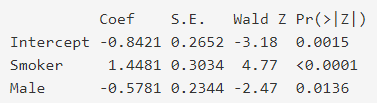 Coef S.E. Wald Z Pr(>|Z|)
Intercept -0.8421 0.2652 -3.18 0.0015
Smoker 1.4481 0.3034 4.77 <0.0001
Male -0.5781 0.2344 -2.47 0.0136